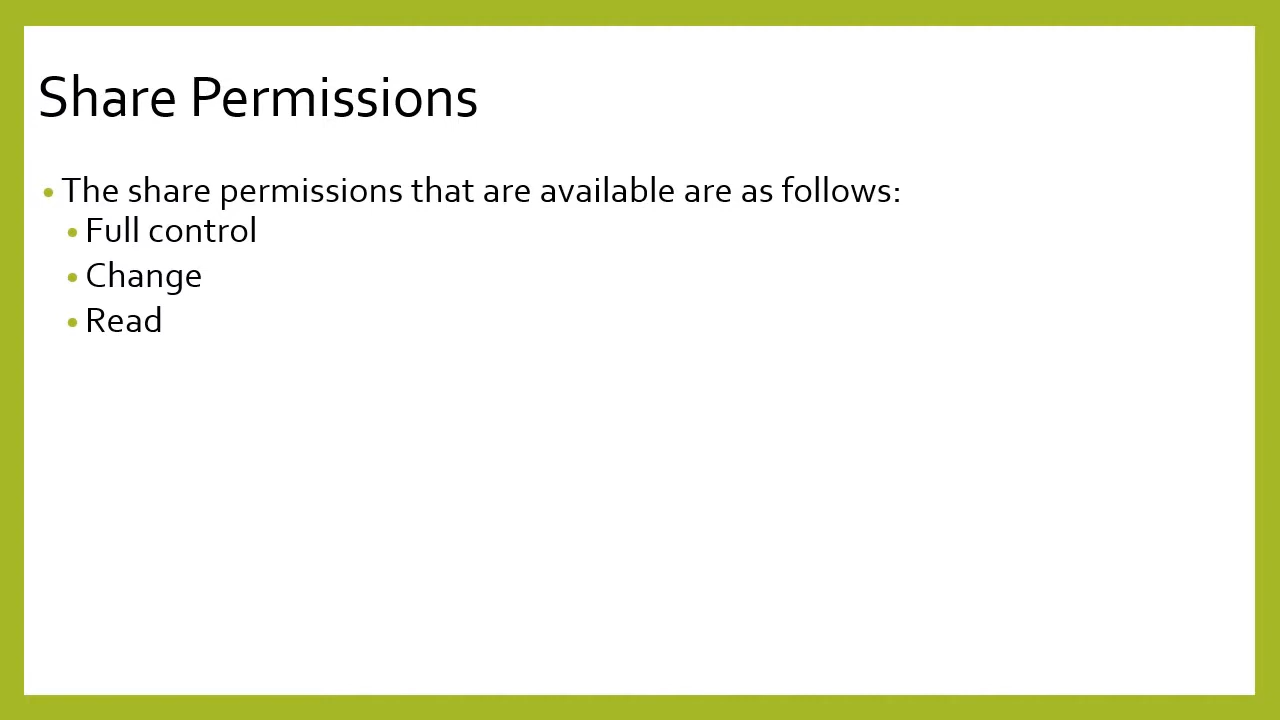 Share Permissions
• The share permissions that are available are as follows:
• Full control
• Change
• Read